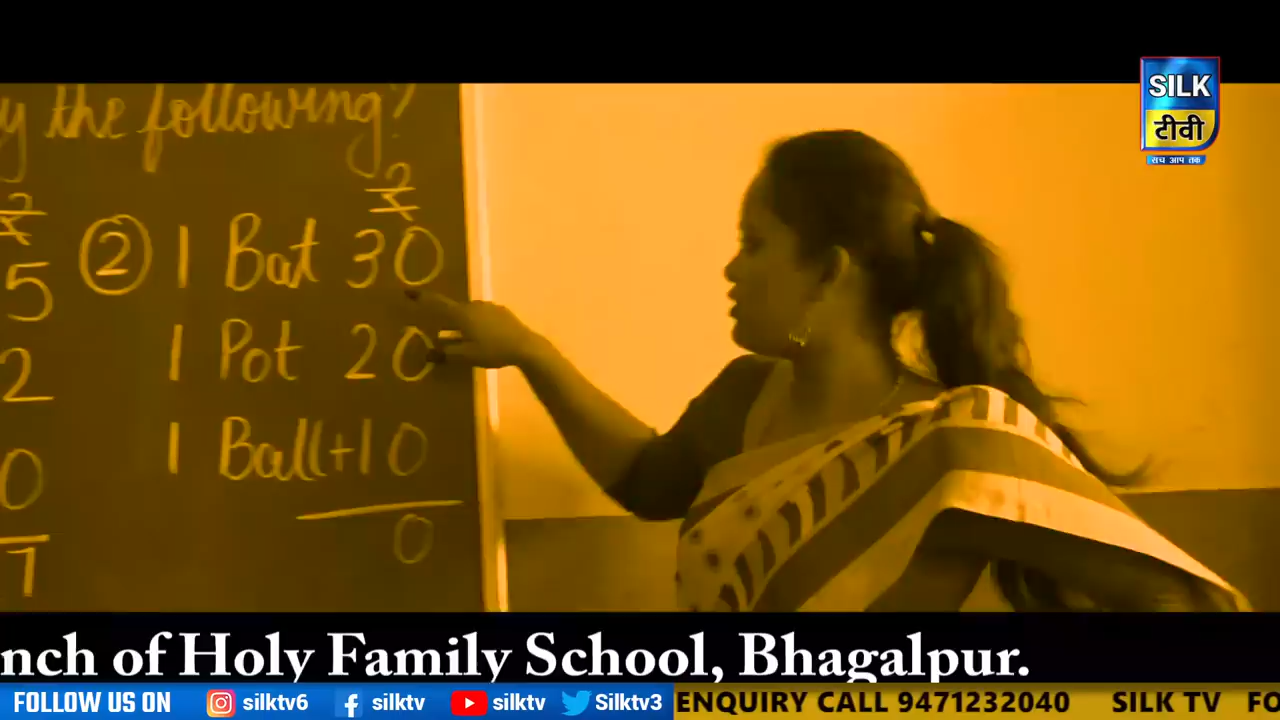 SILK
टीवी
सच आप तक
y the following?
② 1 Bat 30
1 Pot 20
1 Ball+10
0
5
2
0
7
nch of Holy Family School, Bhagalpur.
FOLLOW US ON silktv6 silktv silktv Silktv3 ENQUIRY CALL 9471232040 SILK TV FO